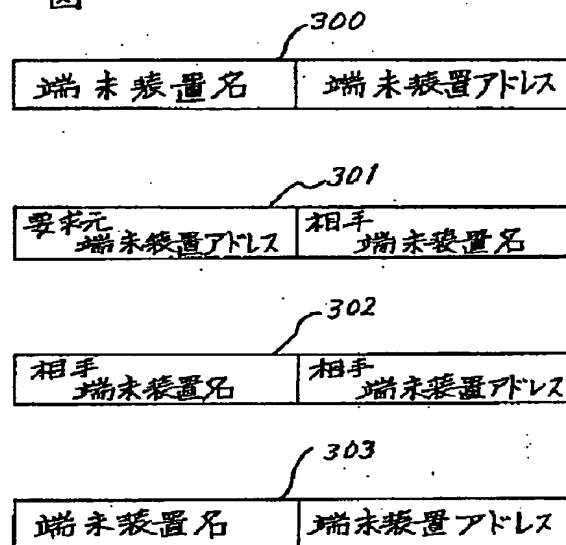 図
300
端末装置名 端末装置アドレス
301
要求元 相手
端末装置アドレス 端末装置名
302
相手 相手
端末装置名 端末装置アドレス
303
端末装置名 端末装置アドレス